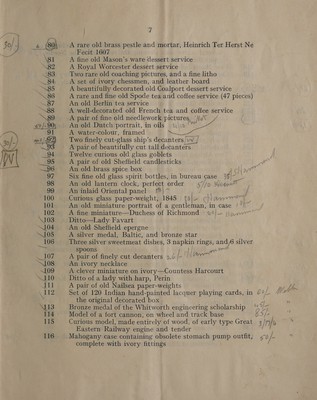 7
30/- 80 A rare old brass pestle and mortar, Heinrich Ter Herst Ne
Fecit 1607
81 A fine old Mason's ware dessert service
82 A Royal Worcester dessert service
83 Two rare old coaching pictures, and a fine litho
84 A set of ivory chessmen, and leather board
85 A beautifully decorated old Coalport dessert service
86 A rare and fine old Spode tea and coffee service (47 pieces)
87 An old Berlin tea service
88 A well-decorated old French tea and coffee service
89 A pair of fine old needlework pictures
90 An old Dutch portrait, in oils
91 A water-colour, framed
92 Two finely cut-glass ship's decanters
93 A pair of beautifully cut tall decanters
94 Twelve curious old glass goblets
95 A pair of old Sheffield candlesticks
96 An old brass spice box
97 Six fine old glass spirit bottles, in bureau case
98 An old lantern clock, perfect order
99 An inlaid Oriental panel
100 Curious glass paper-weight, 1845
101 An old miniature portrait of a gentleman, in case
102 A fine miniature—Duchess of Richmond
103 Ditto—Lady Favart
104 An old Sheffield epergne
105 A silver medal, Baltic, and bronze star
106 Three silver sweetmeat dishes, 3 napkin rings, and 6 silver
spoons
107 A pair of finely cut decanters
108 An ivory necklace
109 A clever miniature on ivory—Countess Harcourt
110 Ditto of a lady with harp, Perin
111 A pair of old Nailsea paper-weights
112 Set of 120 Indian hand-painted lacquer playing cards, in
the original decorated box
113 Bronze medal of the Whitworth engineering scholarship
114 Model of a fort cannon, on wheel and track base
115 Curious model, made entirely of wood, of early type Great
Eastern Railway engine and tender
116 Mahogany case containing obsolete stomach pump outfit,
complete with ivory fittings